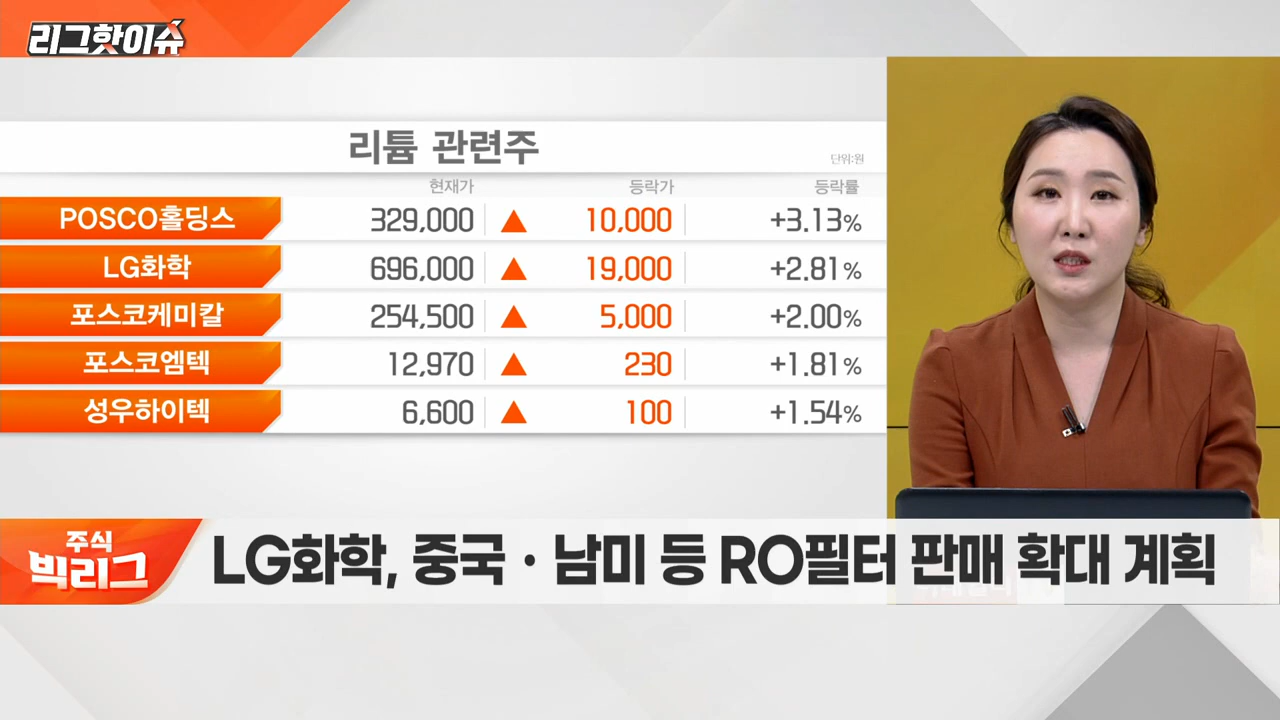 리그핫이슈
리튬 관련주
단위:원
현재가 등락가 등락률
POSCO홀딩스 329,000 ▲ 10,000 +3.13%
LG화학 696,000 ▲ 19,000 +2.81%
포스코케미칼 254,500 ▲ 5,000 +2.00%
포스코엠텍 12,970 ▲ 230 +1.81%
성우하이텍 6,600 ▲ 100 +1.54%
주식
빅리그
LG화학, 중국·남미 등 RO필터 판매 확대 계획